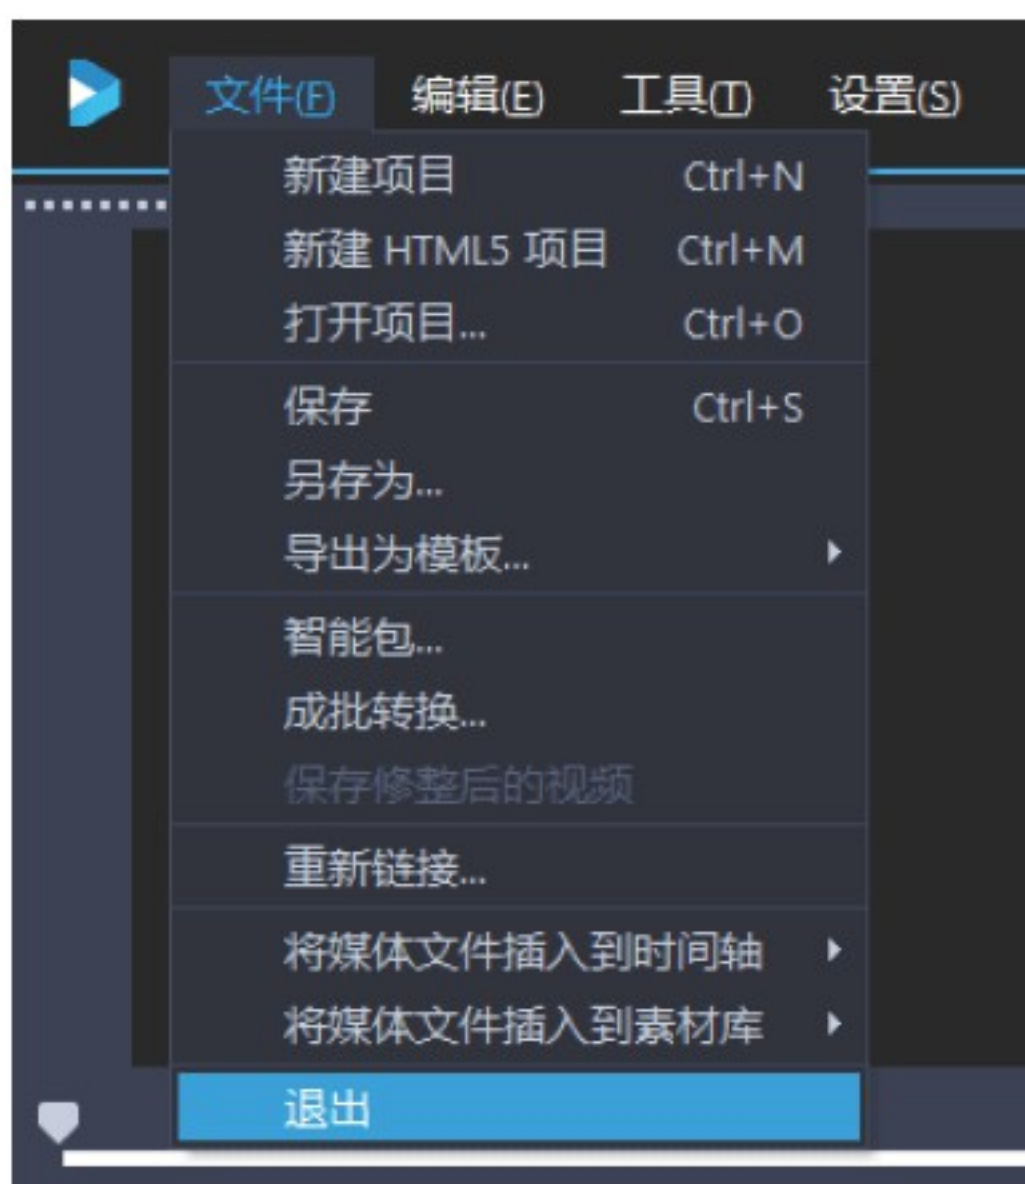 文件(F) 编辑(E) 工具(T) 设置(S)
新建项目 Ctrl+N
新建 HTML5 项目 Ctrl+M
打开项目... Ctrl+O
保存 Ctrl+S
另存为...
导出为模板...
智能包...
成批转换...
保存修整后的视频
重新链接...
将媒体文件插入到时间轴
将媒体文件插入到素材库
退出